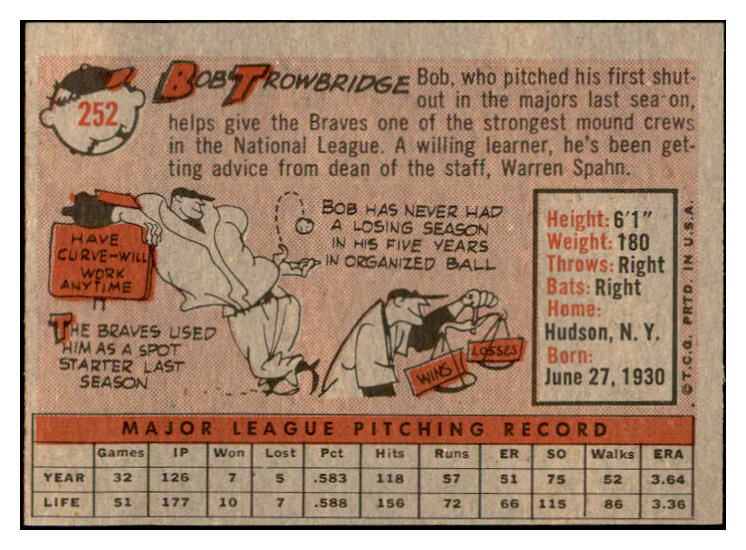 252
BOB TROWBRIDGE
Bob, who pitched his first shut-
out in the majors last sea on,
helps give the Braves one of the strongest mound crews
in the National League. A willing learner, he's been get-
ting advice from dean of the staff, Warren Spahn.
HAVE
CURVE-WILL
WORK
ANYTIME
BOB HAS NEVER HAD
A LOSING SEASON
IN HIS FIVE YEARS
IN ORGANIZED BALL
THE BRAVES USED
HIM AS A SPOT
STARTER LAST
SEASON
WINS
LOSSES
Height: 6'1"
Weight: 180
Throws: Right
Bats: Right
Home:
Hudson, N. Y.
Born:
June 27, 1930
© T.C.G. PRTD. IN U.S.A.
MAJOR LEAGUE PITCHING RECORD
Games IP Won Lost Pct Hits Runs ER SO Walks ERA
YEAR 32 126 7 5 .583 118 57 51 75 52 3.64
LIFE 51 177 10 7 .588 156 72 66 115 86 3.36